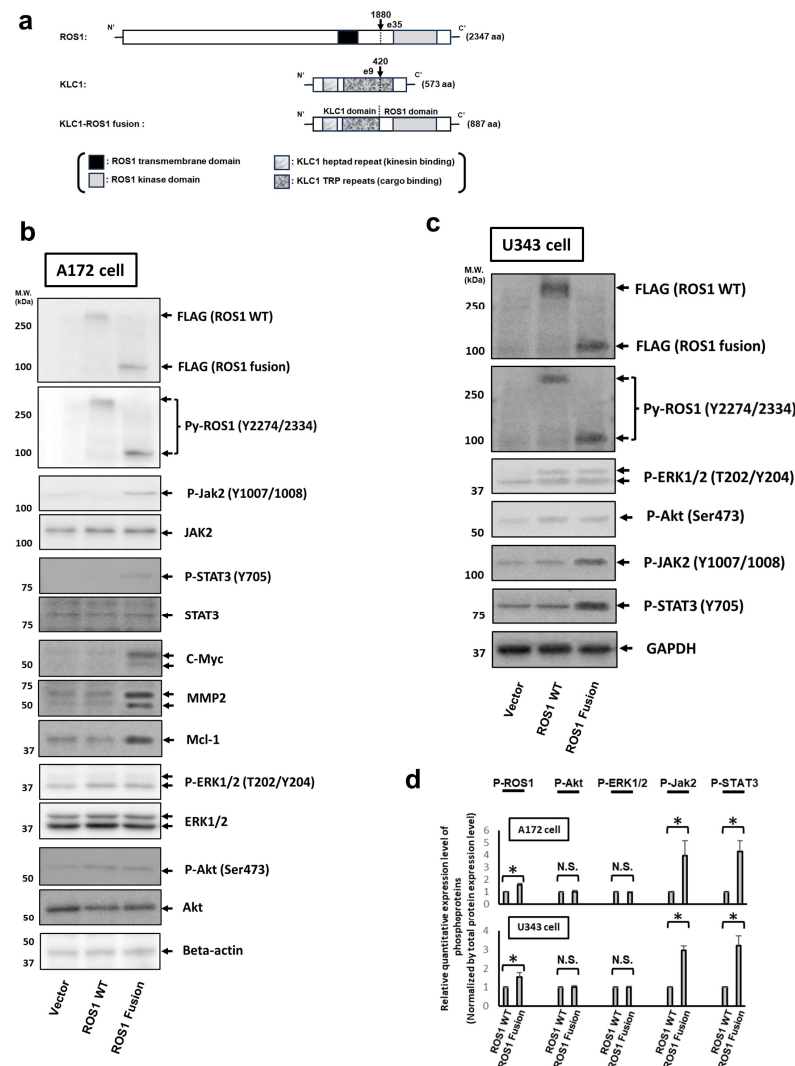 a
1880
N' e35 C'
ROS1: (2347 aa)
420
N' e9 C'
KLC1: (573 aa)
N' KLC1 domain ROS1 domain C'
KLC1-ROS1 fusion : (887 aa)
: ROS1 transmembrane domain
: ROS1 kinase domain
: KLC1 heptad repeat (kinesin binding)
: KLC1 TRP repeats (cargo binding)
b
A172 cell
M.W.
(kDa)
250
FLAG (ROS1 WT)
100
FLAG (ROS1 fusion)
250
Py-ROS1 (Y2274/2334)
100
P-Jak2 (Y1007/1008)
100
JAK2
100
P-STAT3 (Y705)
75
STAT3
75
C-Myc
50
75
MMP2
50
Mcl-1
37
P-ERK1/2 (T202/Y204)
37
ERK1/2
37
P-Akt (Ser473)
50
Akt
50
50
Beta-actin
37
Vector
ROS1 WT
ROS1 Fusion
c
U343 cell
M.W.
(kDa)
FLAG (ROS1 WT)
250
FLAG (ROS1 fusion)
100
250
Py-ROS1 (Y2274/2334)
100
P-ERK1/2 (T202/Y204)
37
P-Akt (Ser473)
50
P-JAK2 (Y1007/1008)
100
P-STAT3 (Y705)
75
GAPDH
37
Vector
ROS1 WT
ROS1 Fusion
d
P-ROS1 P-Akt P-ERK1/2 P-Jak2 P-STAT3
Relative quantitative expression level of
phosphoproteins
(Normalized by total protein expression level)
A172 cell
6
5
4
3
2
1
0
* N.S. N.S. * *
U343 cell
4
3
2
1
0
* N.S. N.S. * *
ROS1 WT
ROS1 Fusion
ROS1 WT
ROS1 Fusion
ROS1 WT
ROS1 Fusion
ROS1 WT
ROS1 Fusion
ROS1 WT
ROS1 Fusion